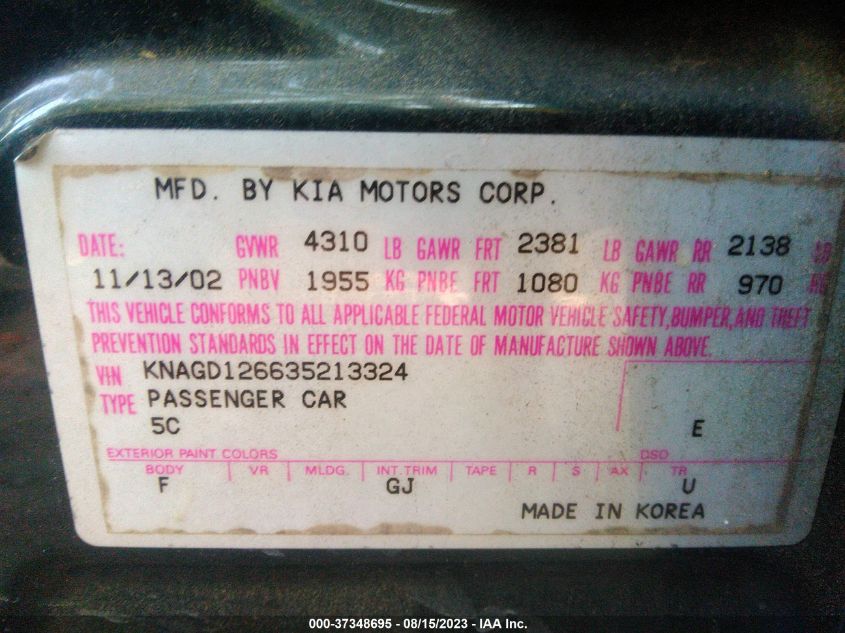 MFD. BY KIA MOTORS CORP.
DATE: GVWR 4310 LB GAWR FRT 2381 LB GAWR RR 2138 LB
11/13/02 PNBV 1955 KG PNBE FRT 1080 KG PNBE RR 970 KG
THIS VEHICLE CONFORMS TO ALL APPLICABLE FEDERAL MOTOR VEHICLE SAFETY, BUMPER, AND THEFT
PREVENTION STANDARDS IN EFFECT ON THE DATE OF MANUFACTURE SHOWN ABOVE.
VIN KNAGD126635213324
TYPE PASSENGER CAR
5C E
EXTERIOR PAINT COLORS DSO
BODY VR MLDG. INT.TRIM TAPE R S AX TR
F GJ U
MADE IN KOREA
000-37348695 - 08/15/2023 - IAA Inc.